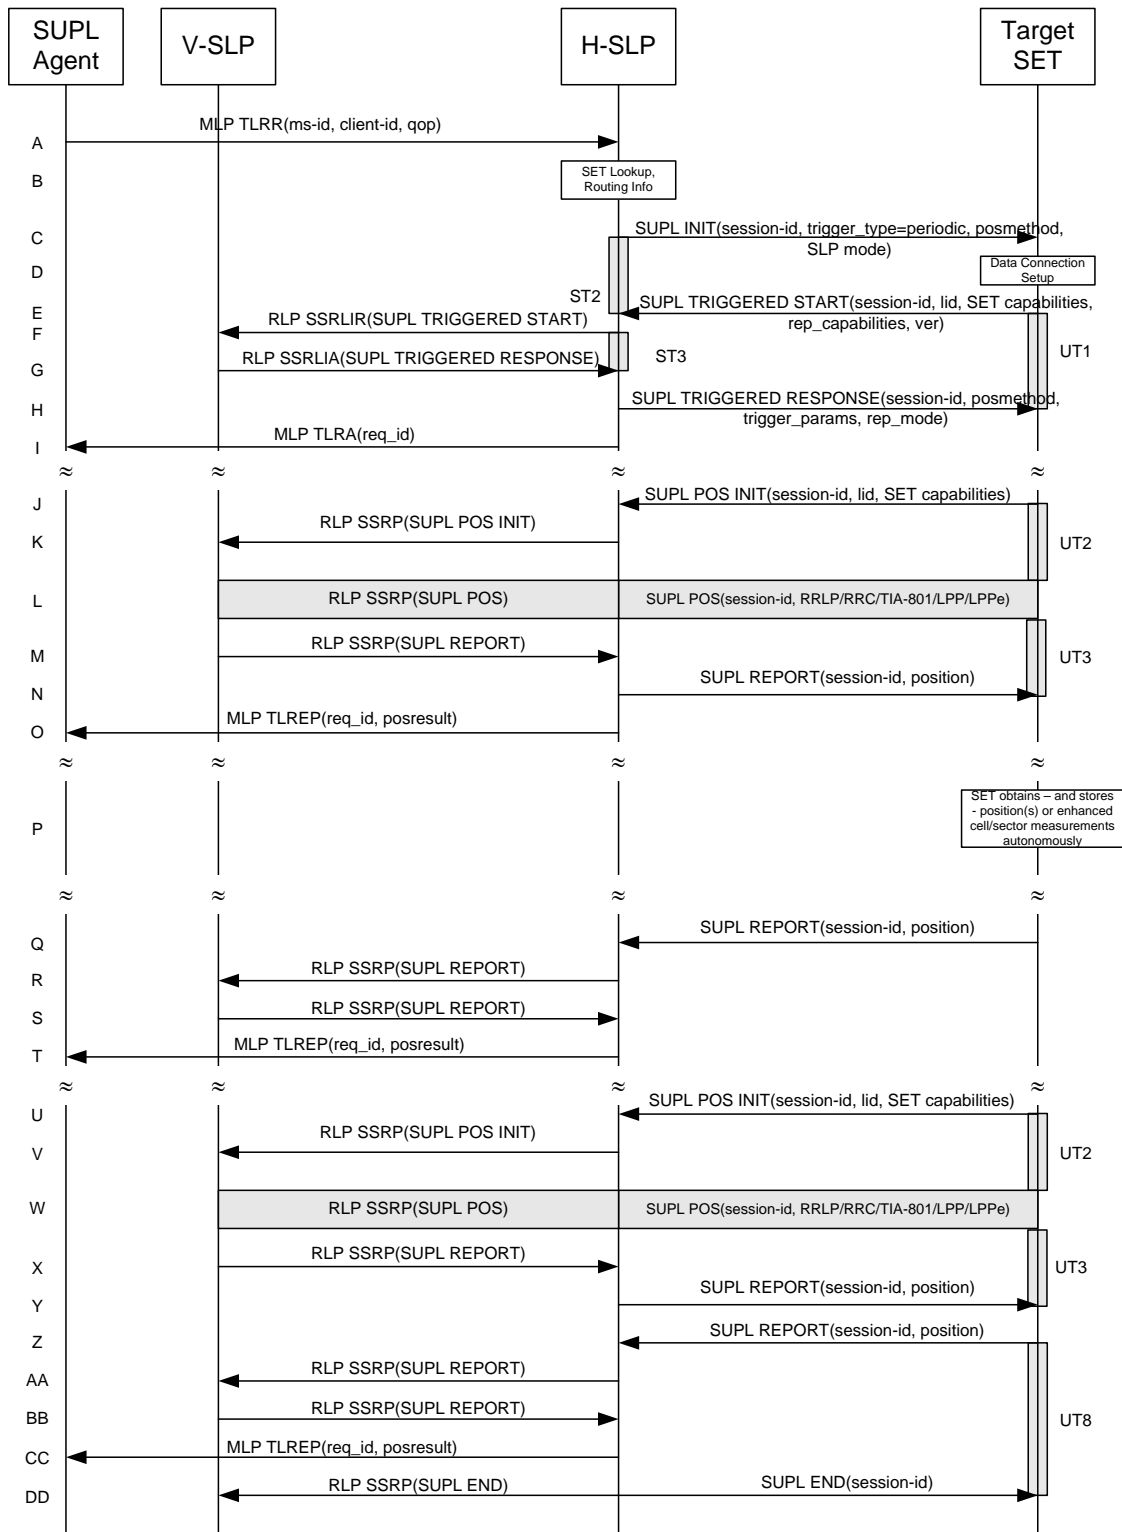 SUPL
Agent
V-SLP
H-SLP
Target
SET
MLP TLRR(ms-id, client-id, qop)
A
SET Lookup,
Routing Info
B
C
SUPL INIT(session-id, trigger_type=periodic, posmethod,
SLP mode)
D
Data Connection
Setup
ST2
E
SUPL TRIGGERED START(session-id, lid, SET capabilities,
rep_capabilities, ver)
F
RLP SSRLIR(SUPL TRIGGERED START)
UT1
G
RLP SSRLIA(SUPL TRIGGERED RESPONSE)
ST3
H
SUPL TRIGGERED RESPONSE(session-id, posmethod,
trigger_params, rep_mode)
I
MLP TLRA(req_id)
≈ ≈ ≈ ≈
J
SUPL POS INIT(session-id, lid, SET capabilities)
K
RLP SSRP(SUPL POS INIT)
UT2
L
RLP SSRP(SUPL POS)
SUPL POS(session-id, RRLP/RRC/TIA-801/LPP/LPPe)
M
RLP SSRP(SUPL REPORT)
UT3
N
SUPL REPORT(session-id, position)
O
MLP TLREP(req_id, posresult)
≈ ≈ ≈ ≈
P
SET obtains – and stores
- position(s) or enhanced
cell/sector measurements
autonomously
≈ ≈ ≈ ≈
Q
SUPL REPORT(session-id, position)
R
RLP SSRP(SUPL REPORT)
S
RLP SSRP(SUPL REPORT)
T
MLP TLREP(req_id, posresult)
≈ ≈ ≈ ≈
U
SUPL POS INIT(session-id, lid, SET capabilities)
V
RLP SSRP(SUPL POS INIT)
UT2
W
RLP SSRP(SUPL POS)
SUPL POS(session-id, RRLP/RRC/TIA-801/LPP/LPPe)
X
RLP SSRP(SUPL REPORT)
UT3
Y
SUPL REPORT(session-id, position)
Z
SUPL REPORT(session-id, position)
AA
RLP SSRP(SUPL REPORT)
BB
RLP SSRP(SUPL REPORT)
UT8
CC
MLP TLREP(req_id, posresult)
DD
RLP SSRP(SUPL END)
SUPL END(session-id)